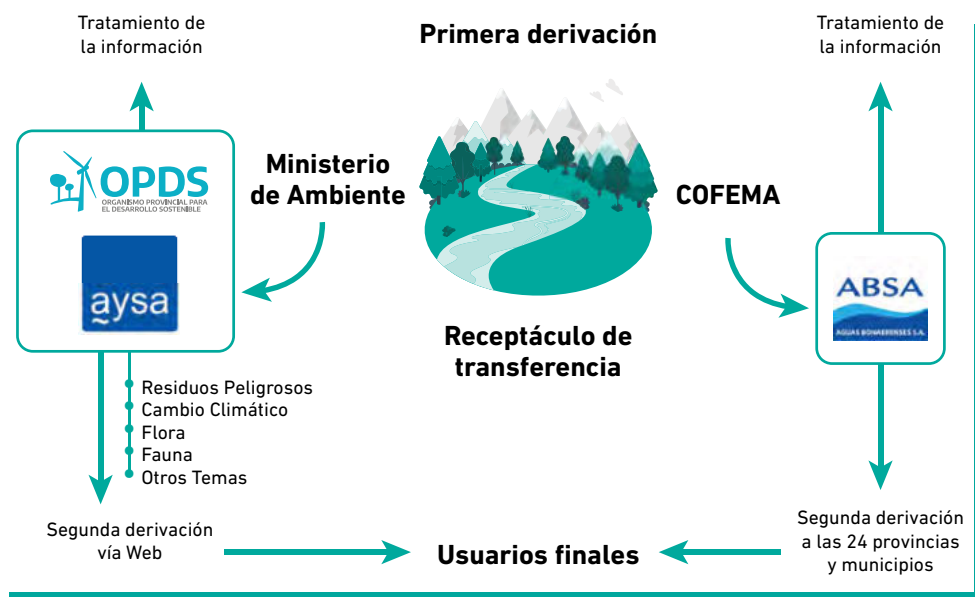 Tratamiento de
la información
OPDS
ORGANISMO PROVINCIAL PARA
EL DESARROLLO SOSTENIBLE
aysa
Ministerio
de Ambiente
Residuos Peligrosos
Cambio Climático
Flora
Fauna
Otros Temas
Segunda derivación
vía Web
Primera derivación
Receptáculo de
transferencia
Usuarios finales
COFEMA
Tratamiento de
la información
ABSA
AGUAS BONAERENSES S.A.
Segunda derivación
a las 24 provincias
y municipios